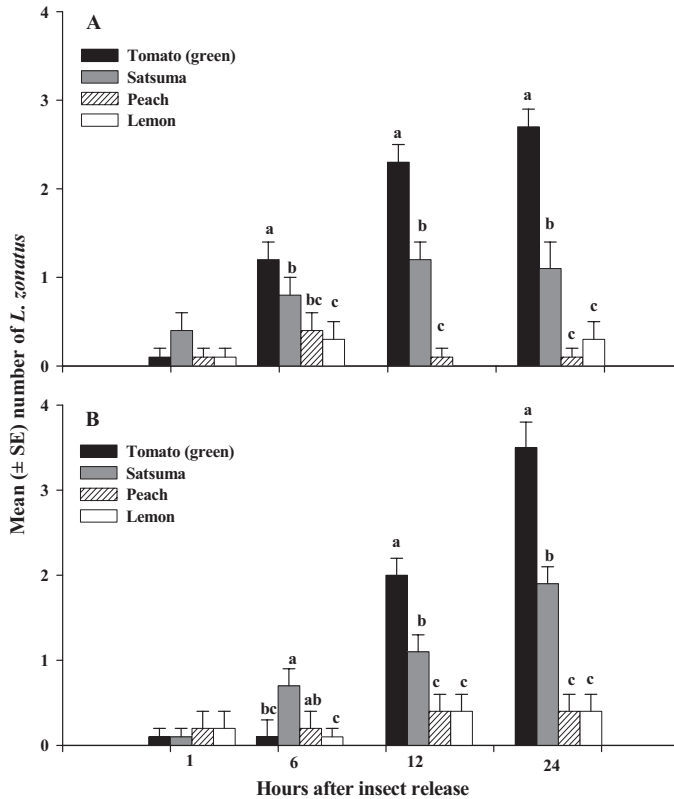 A
Tomato (green)
Satsuma
Peach
Lemon
4
3
2
1
0
a
b
bc
c
a
b
c
a
b
c
c
Mean (± SE) number of L. zonatus
B
Tomato (green)
Satsuma
Peach
Lemon
4
3
2
1
0
bc
a
ab
c
a
b
c
c
a
b
c
c
1
6
12
24
Hours after insect release